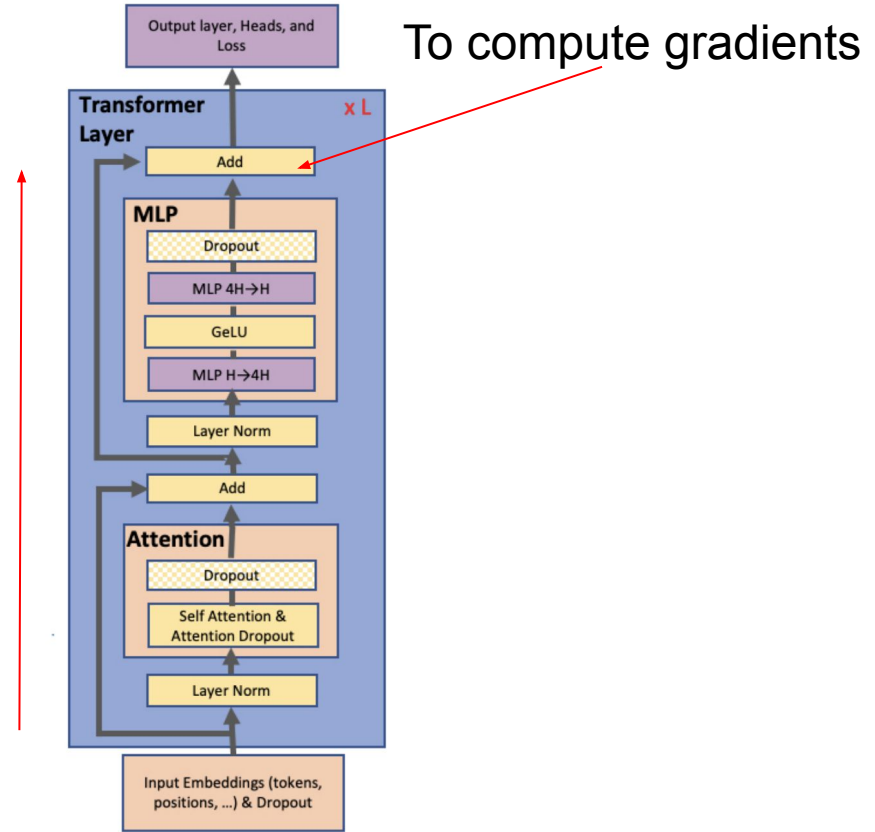 Output layer, Heads, and
Loss
To compute gradients
Transformer
Layer
x L
Add
MLP
Dropout
MLP 4H→H
GeLU
MLP H→4H
Layer Norm
Add
Attention
Dropout
Self Attention &
Attention Dropout
Layer Norm
Input Embeddings (tokens,
positions, ...) & Dropout